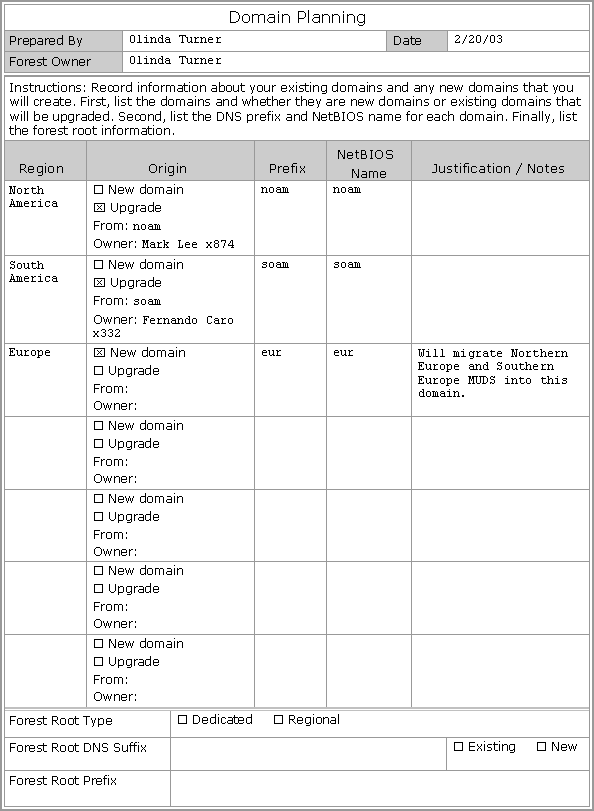 Domain Planning
Prepared By Olinda Turner Date 2/20/03
Forest Owner Olinda Turner
Instructions: Record information about your existing domains and any new domains that you
will create. First, list the domains and whether they are new domains or existing domains that
will be upgraded. Second, list the DNS prefix and NetBIOS name for each domain. Finally, list
the forest root information.
Region Origin Prefix NetBIOS Name Justification / Notes
North
America
☐ New domain
☒ Upgrade
From: noam
Owner: Mark Lee x874
noam
noam
South
America
☐ New domain
☒ Upgrade
From: soam
Owner: Fernando Caro
x332
soam
soam
Europe
☒ New domain
☐ Upgrade
From:
Owner:
eur
eur
Will migrate Northern
Europe and Southern
Europe MUDS into this
domain.
☐ New domain
☐ Upgrade
From:
Owner:
☐ New domain
☐ Upgrade
From:
Owner:
☐ New domain
☐ Upgrade
From:
Owner:
☐ New domain
☐ Upgrade
From:
Owner:
Forest Root Type ☐ Dedicated ☐ Regional
Forest Root DNS Suffix ☐ Existing ☐ New
Forest Root Prefix